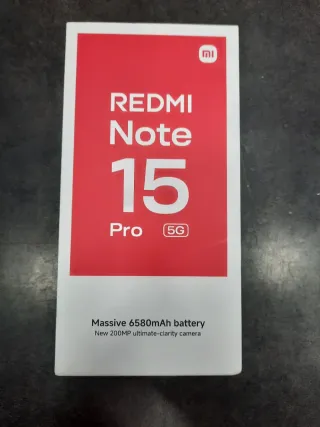 mi
REDMI
Note
15
Pro 5G
Massive 6580mAh battery
New 200MP ultimate-clarity camera